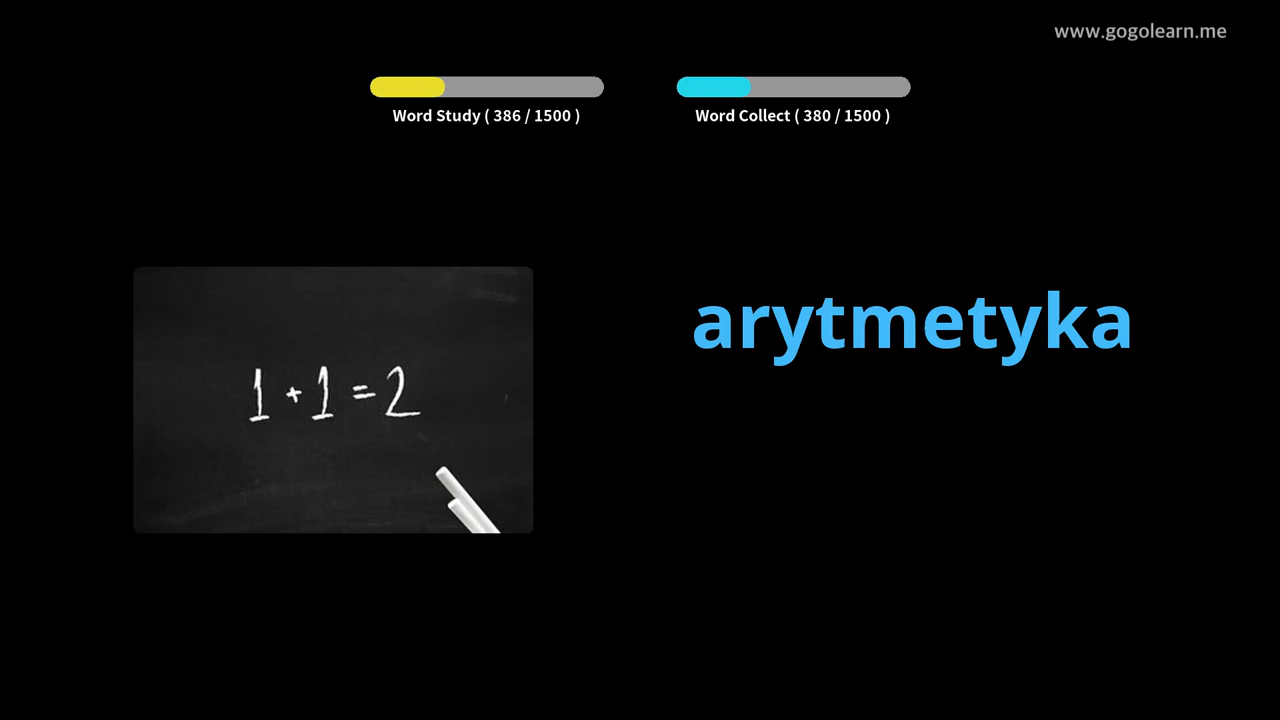 www.gogolearn.me
Word Study ( 386 / 1500 )
Word Collect ( 380 / 1500 )
arytmetyka
1 + 1 = 2